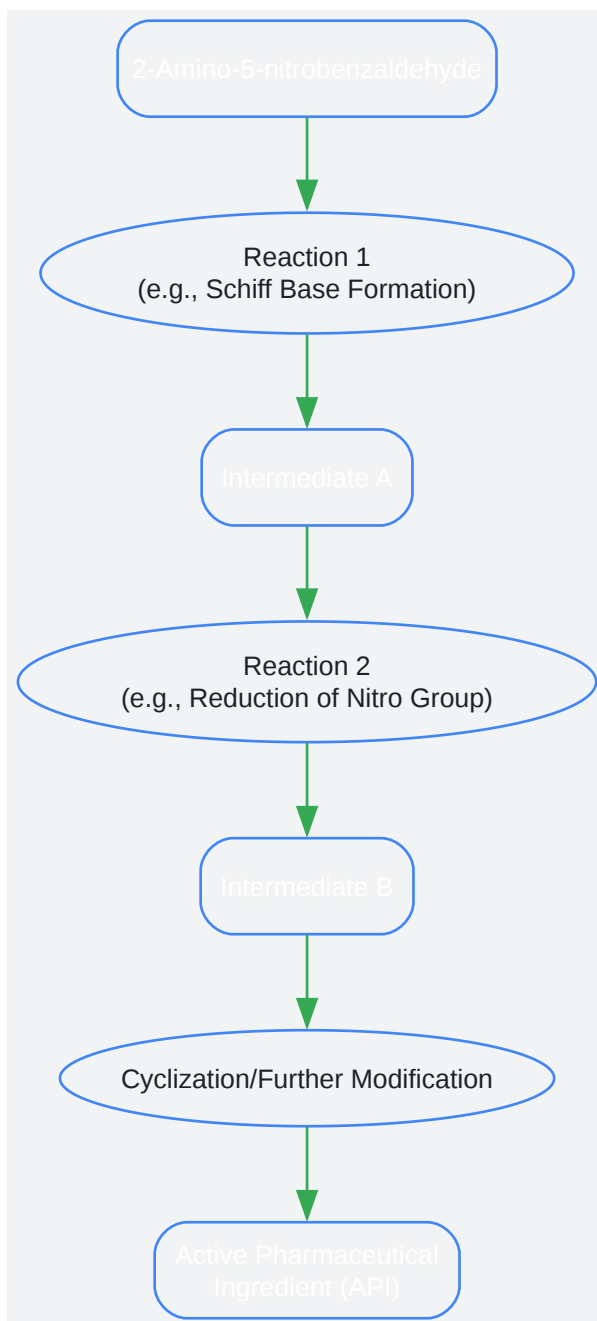 2-Amino-5-nitrobenzaldehyde
Reaction 1
(e.g., Schiff Base Formation)
Intermediate A
Reaction 2
(e.g., Reduction of Nitro Group)
Intermediate B
Cyclization/Further Modification
Active Pharmaceutical
Ingredient (API)